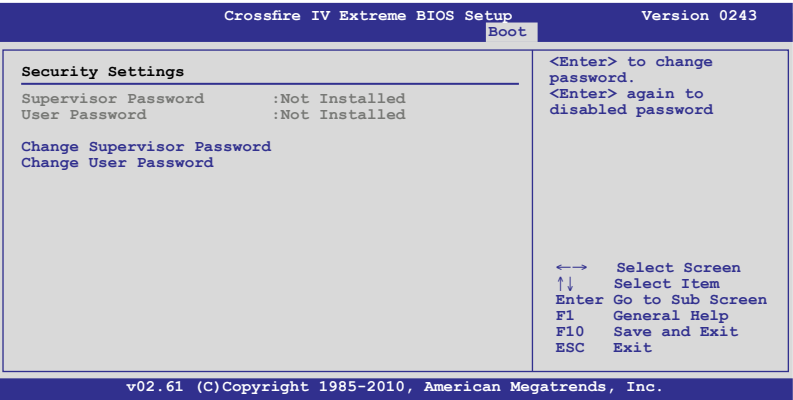 Crossfire IV Extreme BIOS Setup Version 0243
Boot
Security Settings
Supervisor Password :Not Installed
User Password :Not Installed
Change Supervisor Password
Change User Password
<Enter> to change
password.
<Enter> again to
disabled password
←→ Select Screen
↑↓ Select Item
Enter Go to Sub Screen
F1 General Help
F10 Save and Exit
ESC Exit
v02.61 (C)Copyright 1985-2010, American Megatrends, Inc.